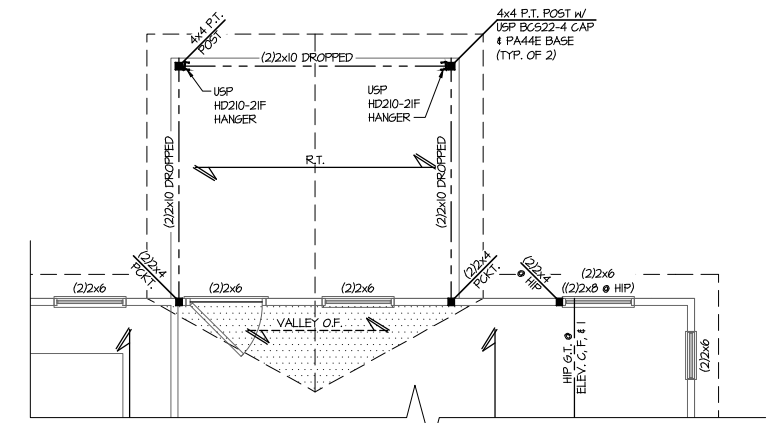 4x4 P.T.
POST
4x4 P.T. POST w/
USP BCS22-4 CAP
& PA44E BASE
(TYP. OF 2)
(2)2x10 DROPPED
USP
HD210-2IF
HANGER
USP
HD210-2IF
HANGER
R.T.
(2)2x10 DROPPED
(2)2x10 DROPPED
(2)2x4
PCKT.
(2)2x4
PCKT.
(2)2x4
@ HIP
(2)2x6
(2)2x6
(2)2x6
(2)2x6
((2)2x8 @ HIP)
VALLEY O.F.
HIP G.T. @
ELEV. C, F, & I
(2)2x6